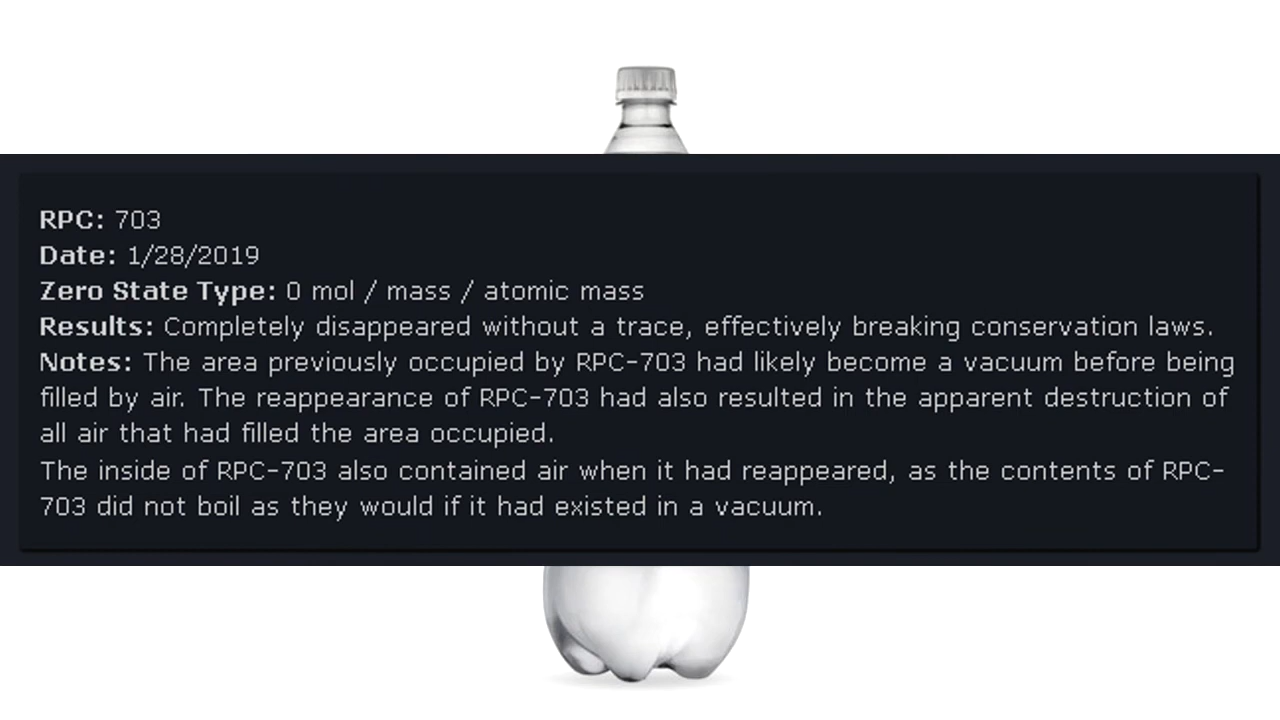 RPC: 703
Date: 1/28/2019
Zero State Type: 0 mol / mass / atomic mass
Results: Completely disappeared without a trace, effectively breaking conservation laws.
Notes: The area previously occupied by RPC-703 had likely become a vacuum before being
filled by air. The reappearance of RPC-703 had also resulted in the apparent destruction of
all air that had filled the area occupied.
The inside of RPC-703 also contained air when it had reappeared, as the contents of RPC-
703 did not boil as they would if it had existed in a vacuum.